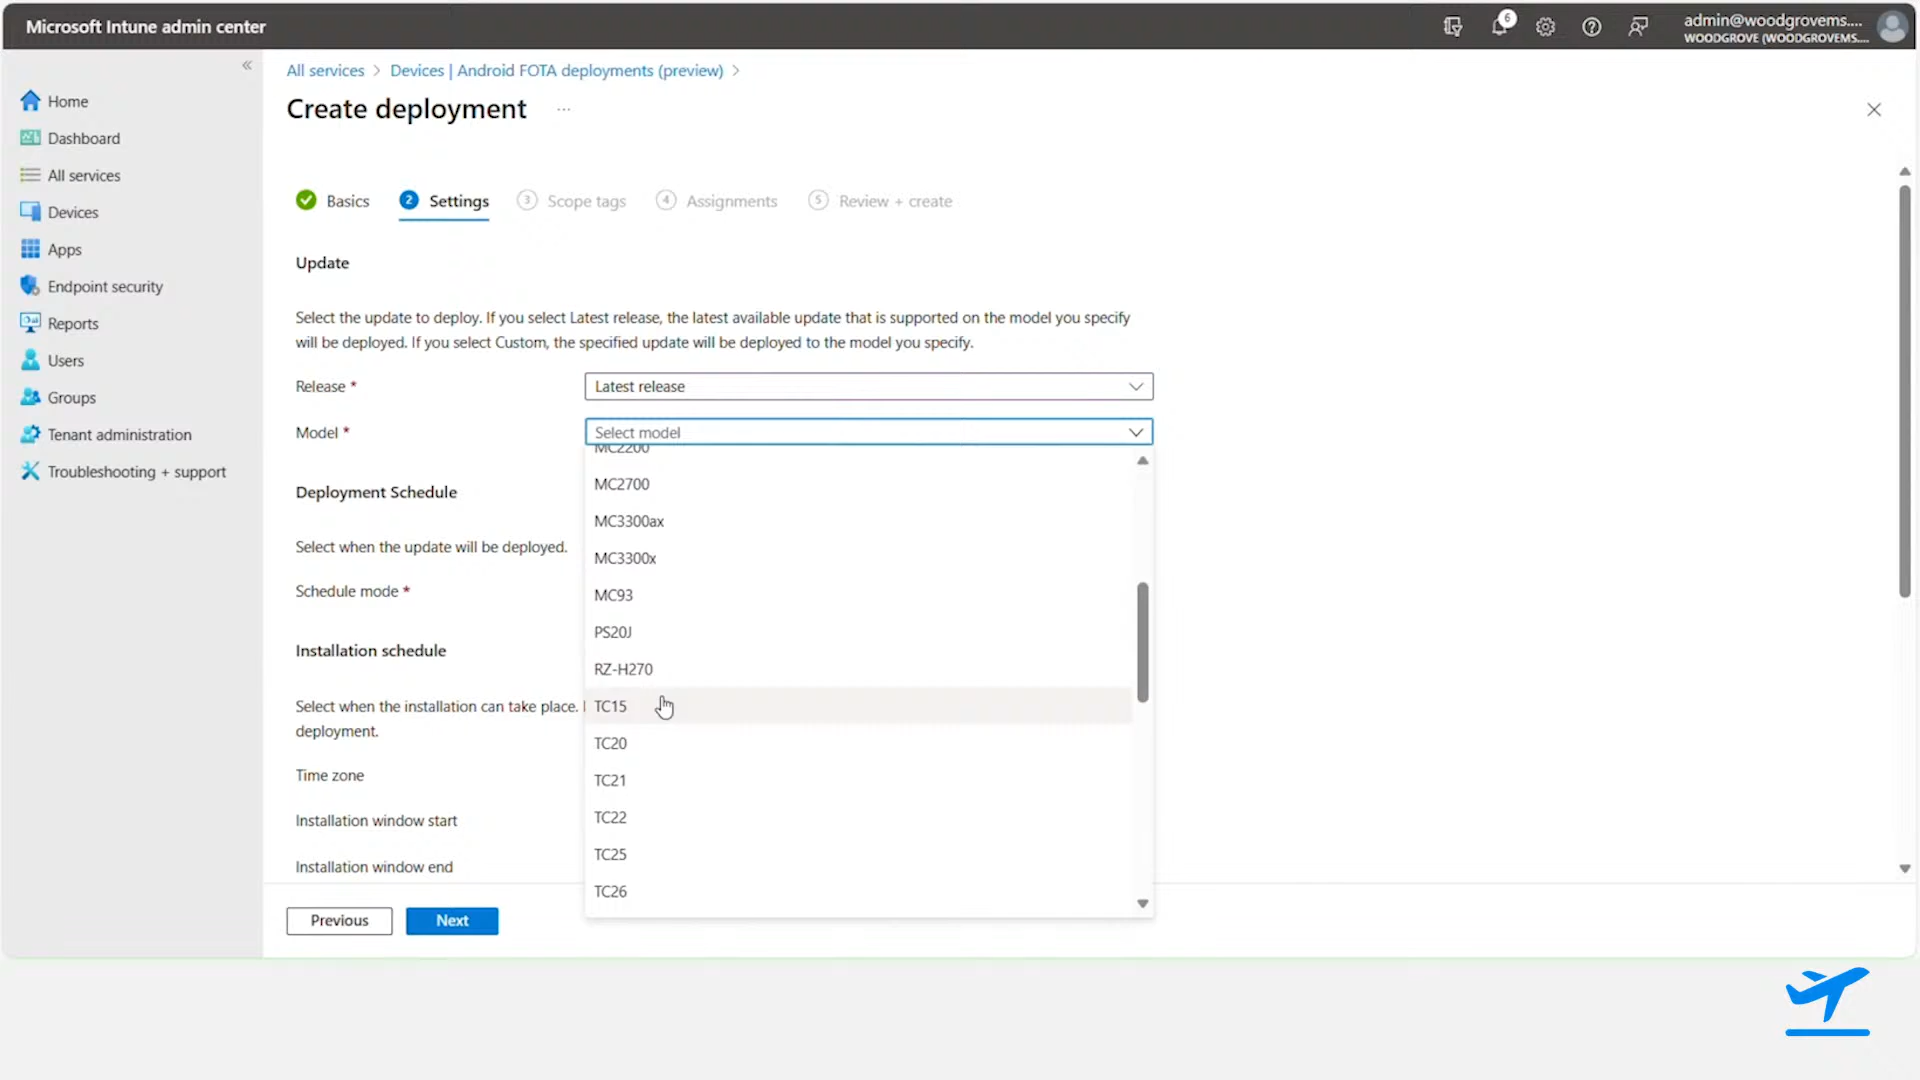 Microsoft Intune admin center
6
admin@woodgrovems....
WOODGROVE (WOODGROVEMS....
«
Home
Dashboard
All services
Devices
Apps
Endpoint security
Reports
Users
Groups
Tenant administration
Troubleshooting + support
All services > Devices | Android FOTA deployments (preview) >
Create deployment ...
Basics
2 Settings
3 Scope tags
4 Assignments
5 Review + create
Update
Select the update to deploy. If you select Latest release, the latest available update that is supported on the model you specify
will be deployed. If you select Custom, the specified update will be deployed to the model you specify.
Release *
Latest release
Model *
Select model
MC2200
MC2700
MC3300ax
MC3300x
MC93
PS20J
RZ-H270
TC15
TC20
TC21
TC22
TC25
TC26
Deployment Schedule
Select when the update will be deployed.
Schedule mode *
Installation schedule
Select when the installation can take place.
deployment.
Time zone
Installation window start
Installation window end
Previous
Next